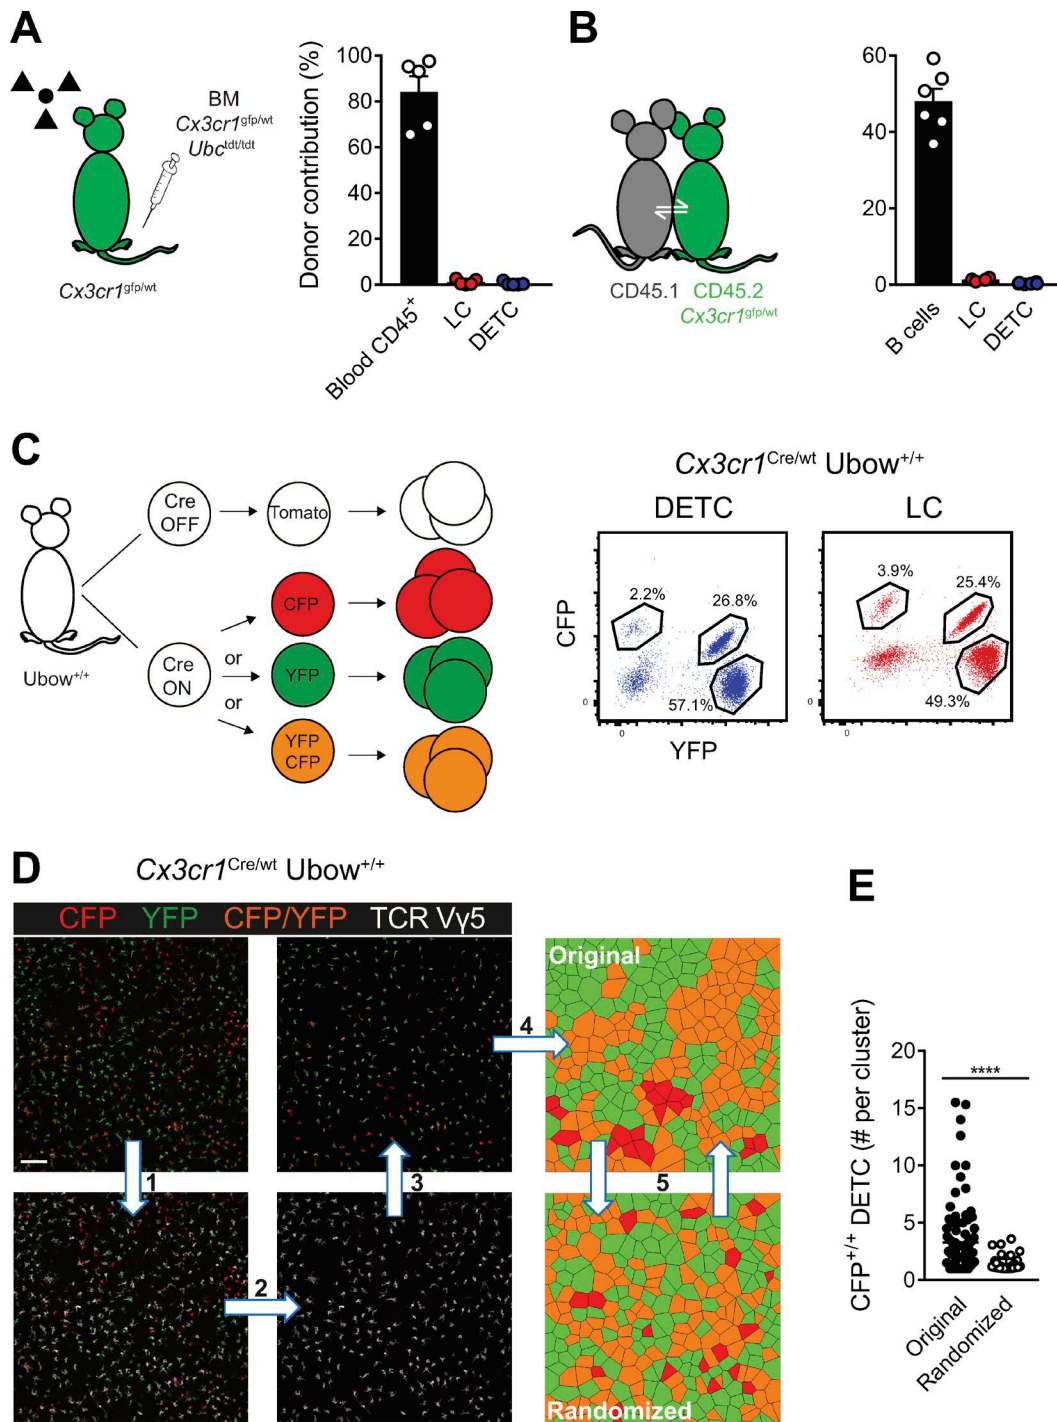 A
BM
Cx3cr1gfp/wt
Ubctdt/tdt
Cx3cr1gfp/wt
Donor contribution (%)
100
80
60
40
20
0
Blood CD45+
LC
DETC
B
CD45.1
CD45.2
Cx3cr1gfp/wt
60
40
20
0
B cells
LC
DETC
C
Ubow+/+
Cre
OFF
Tomato
Cre
ON
or
or
CFP
YFP
YFP
CFP
Cx3cr1Cre/wt Ubow+/+
DETC
LC
CFP
2.2%
26.8%
57.1%
0
0
3.9%
25.4%
49.3%
0
0
YFP
D
Cx3cr1Cre/wt Ubow+/+
CFP YFP CFP/YFP TCR Vγ5
Original
4
1
3
5
2
Randomized
E
CFP+/+ DETC (# per cluster)
20
15
10
5
0
****
Original
Randomized